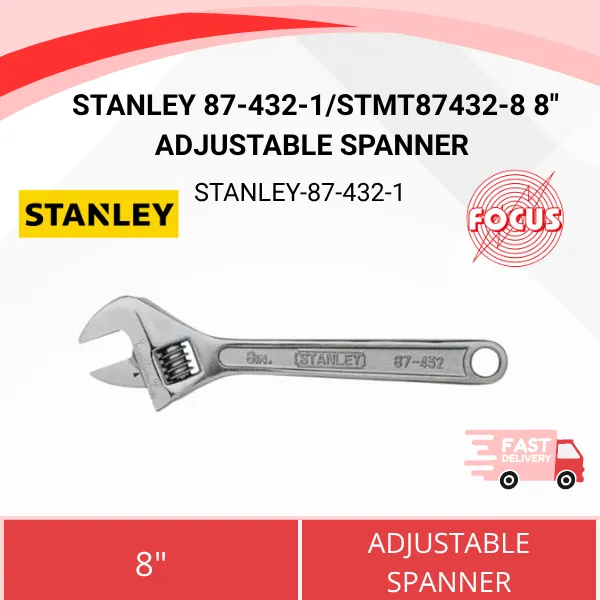 STANLEY 87-432-1/STMT87432-8 8"
ADJUSTABLE SPANNER
STANLEY-87-432-1
STANLEY
FOCUS
8IN. STANLEY 87-432
FAST
DELIVERY
8"
ADJUSTABLE
SPANNER